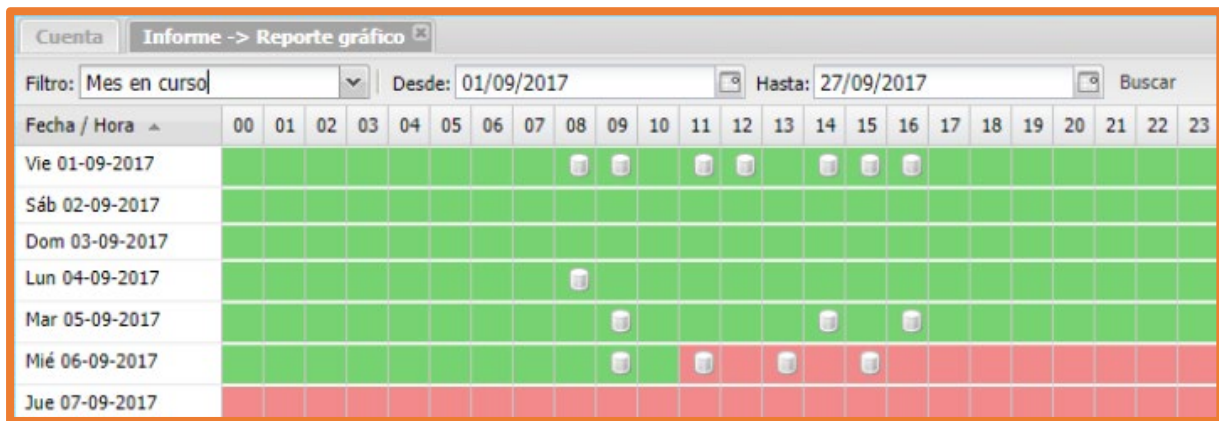 Cuenta Informe -> Reporte gráfico
Filtro: Mes en curso Desde: 01/09/2017 Hasta: 27/09/2017 Buscar
Fecha / Hora 00 01 02 03 04 05 06 07 08 09 10 11 12 13 14 15 16 17 18 19 20 21 22 23
Vie 01-09-2017
Sáb 02-09-2017
Dom 03-09-2017
Lun 04-09-2017
Mar 05-09-2017
Mié 06-09-2017
Jue 07-09-2017